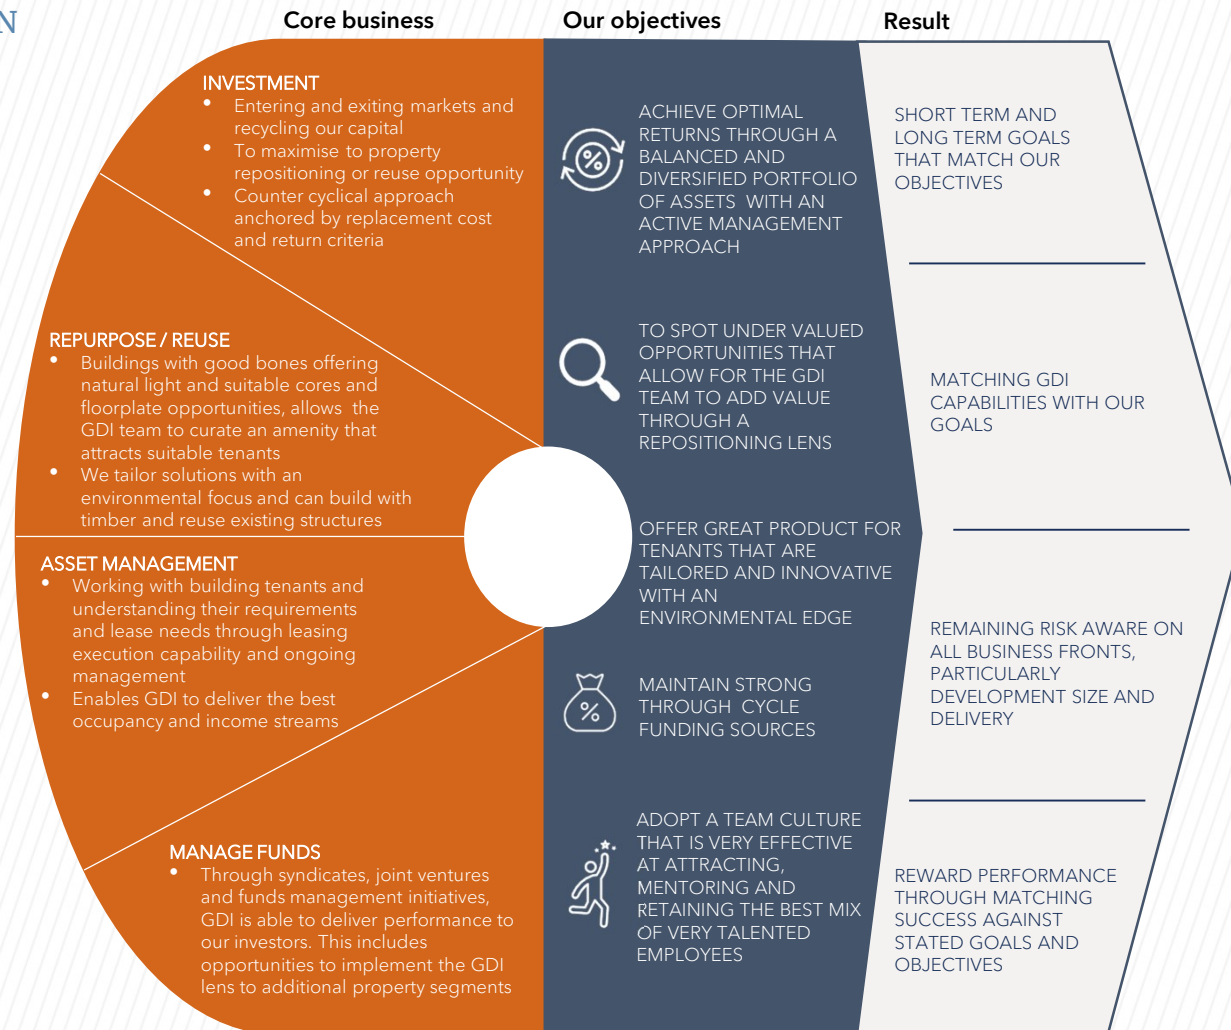 N
Core business
Our objectives
Result
INVESTMENT
• Entering and exiting markets and
recycling our capital
• To maximise to property
repositioning or reuse opportunity
• Counter cyclical approach
anchored by replacement cost
and return criteria
REPURPOSE / REUSE
• Buildings with good bones offering
natural light and suitable cores and
floorplate opportunities, allows the
GDI team to curate an amenity that
attracts suitable tenants
• We tailor solutions with an
environmental focus and can build with
timber and reuse existing structures
ASSET MANAGEMENT
• Working with building tenants and
understanding their requirements
and lease needs through leasing
execution capability and ongoing
management
• Enables GDI to deliver the best
occupancy and income streams
MANAGE FUNDS
• Through syndicates, joint ventures
and funds management initiatives,
GDI is able to deliver performance to
our investors. This includes
opportunities to implement the GDI
lens to additional property segments
%
ACHIEVE OPTIMAL
RETURNS THROUGH A
BALANCED AND
DIVERSIFIED PORTFOLIO
OF ASSETS WITH AN
ACTIVE MANAGEMENT
APPROACH
TO SPOT UNDER VALUED
OPPORTUNITIES THAT
ALLOW FOR THE GDI
TEAM TO ADD VALUE
THROUGH A
REPOSITIONING LENS
OFFER GREAT PRODUCT FOR
TENANTS THAT ARE
TAILORED AND INNOVATIVE
WITH AN
ENVIRONMENTAL EDGE
%
MAINTAIN STRONG
THROUGH CYCLE
FUNDING SOURCES
ADOPT A TEAM CULTURE
THAT IS VERY EFFECTIVE
AT ATTRACTING,
MENTORING AND
RETAINING THE BEST MIX
OF VERY TALENTED
EMPLOYEES
SHORT TERM AND
LONG TERM GOALS
THAT MATCH OUR
OBJECTIVES
MATCHING GDI
CAPABILITIES WITH OUR
GOALS
REMAINING RISK AWARE ON
ALL BUSINESS FRONTS,
PARTICULARLY
DEVELOPMENT SIZE AND
DELIVERY
REWARD PERFORMANCE
THROUGH MATCHING
SUCCESS AGAINST
STATED GOALS AND
OBJECTIVES